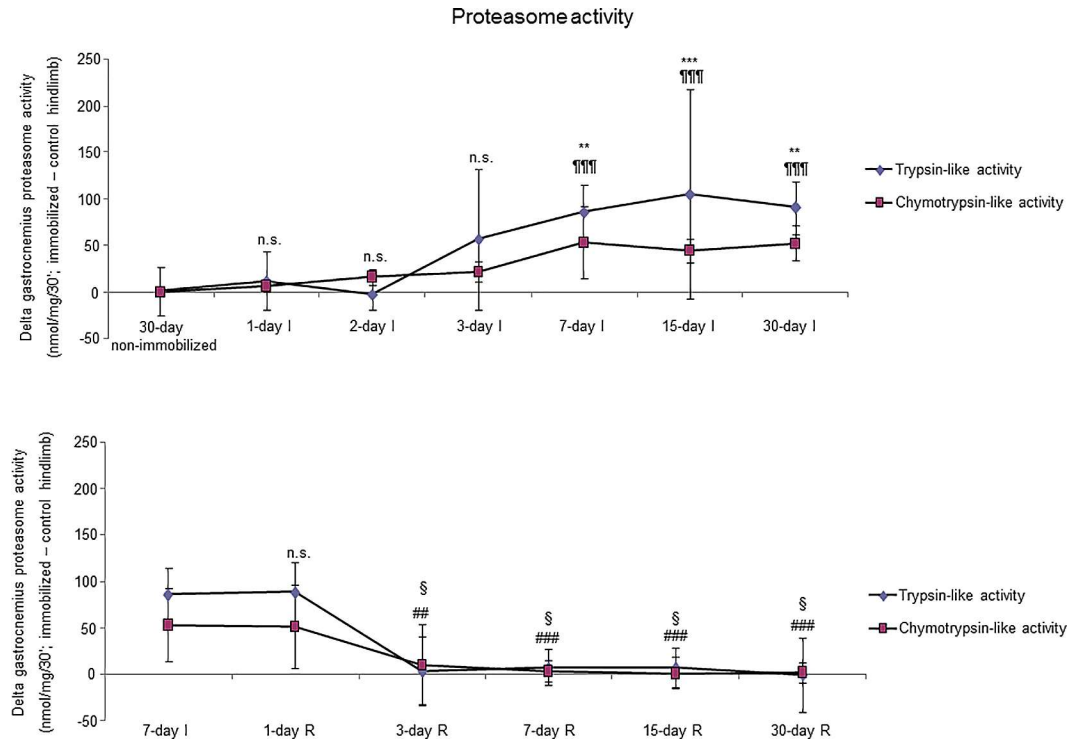 Proteasome activity
Delta gastrocnemius proteasome activity
(nmol/mg/30'; immobilized – control hindlimb)
250
200
150
100
50
0
-50
n.s.
n.s.
n.s.
**
¶¶¶
***
¶¶¶
**
¶¶¶
30-day
non-immobilized
1-day I
2-day I
3-day I
7-day I
15-day I
30-day I
Trypsin-like activity
Chymotrypsin-like activity
Delta gastrocnemius proteasome activity
(nmol/mg/30'; immobilized – control hindlimb)
250
200
150
100
50
0
-50
n.s.
§
##
§
###
§
###
§
###
7-day I
1-day R
3-day R
7-day R
15-day R
30-day R
Trypsin-like activity
Chymotrypsin-like activity